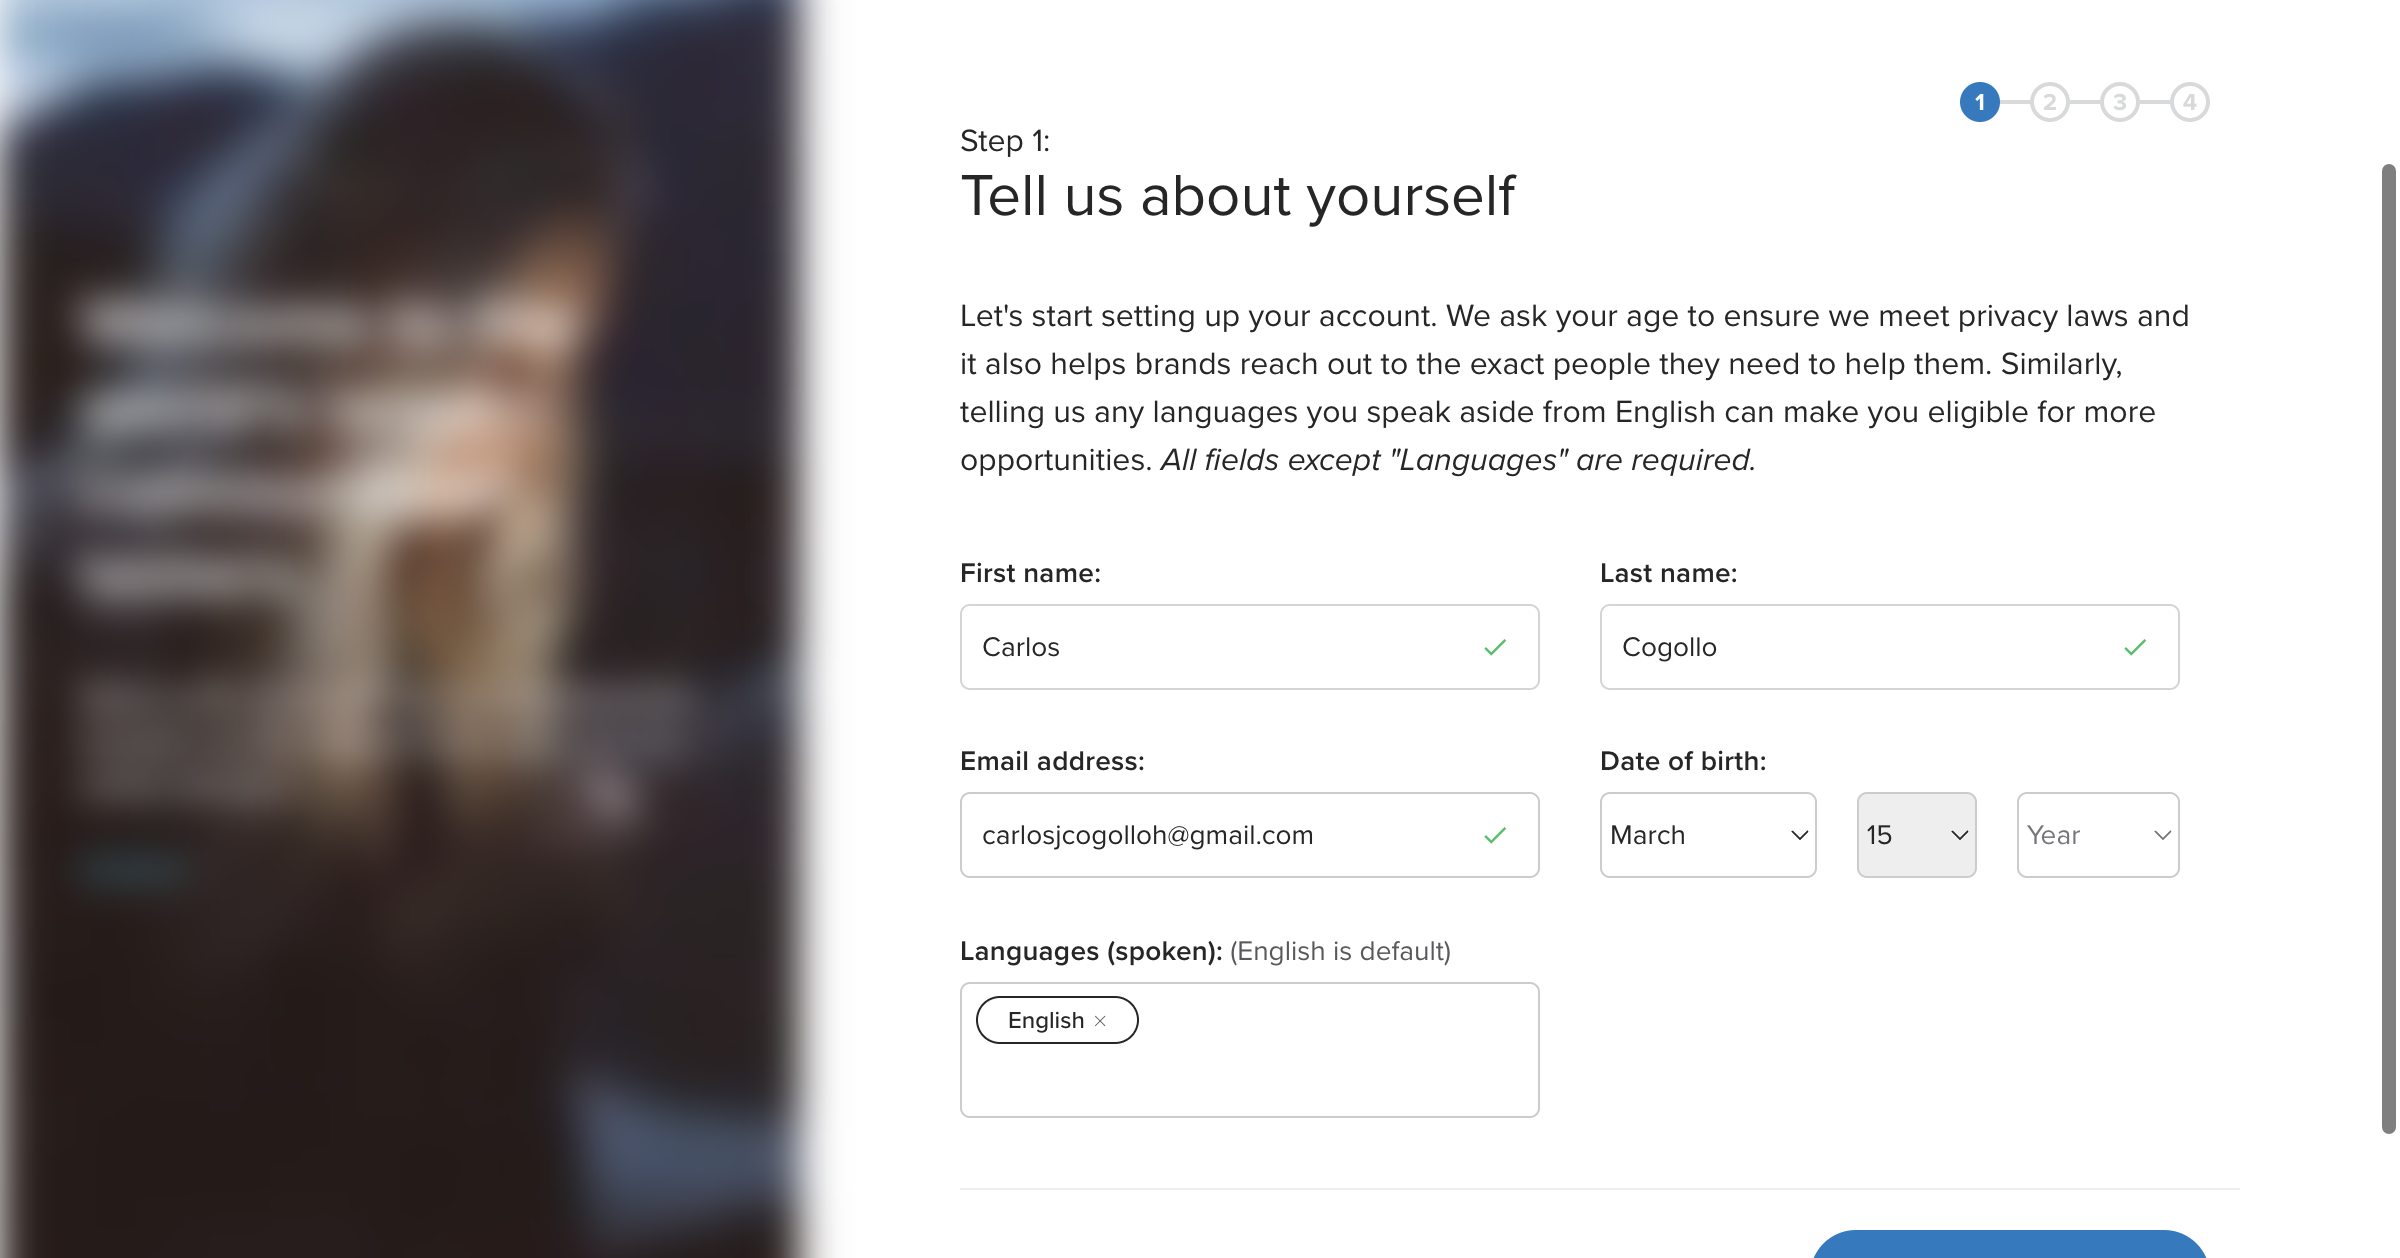 1 2 3 4
Step 1:
Tell us about yourself
Let's start setting up your account. We ask your age to ensure we meet privacy laws and
it also helps brands reach out to the exact people they need to help them. Similarly,
telling us any languages you speak aside from English can make you eligible for more
opportunities. All fields except "Languages" are required.
First name: Last name:
Carlos Cogollo
Email address: Date of birth:
carlosjcogolloh@gmail.com March 15 Year
Languages (spoken): (English is default)
English ×